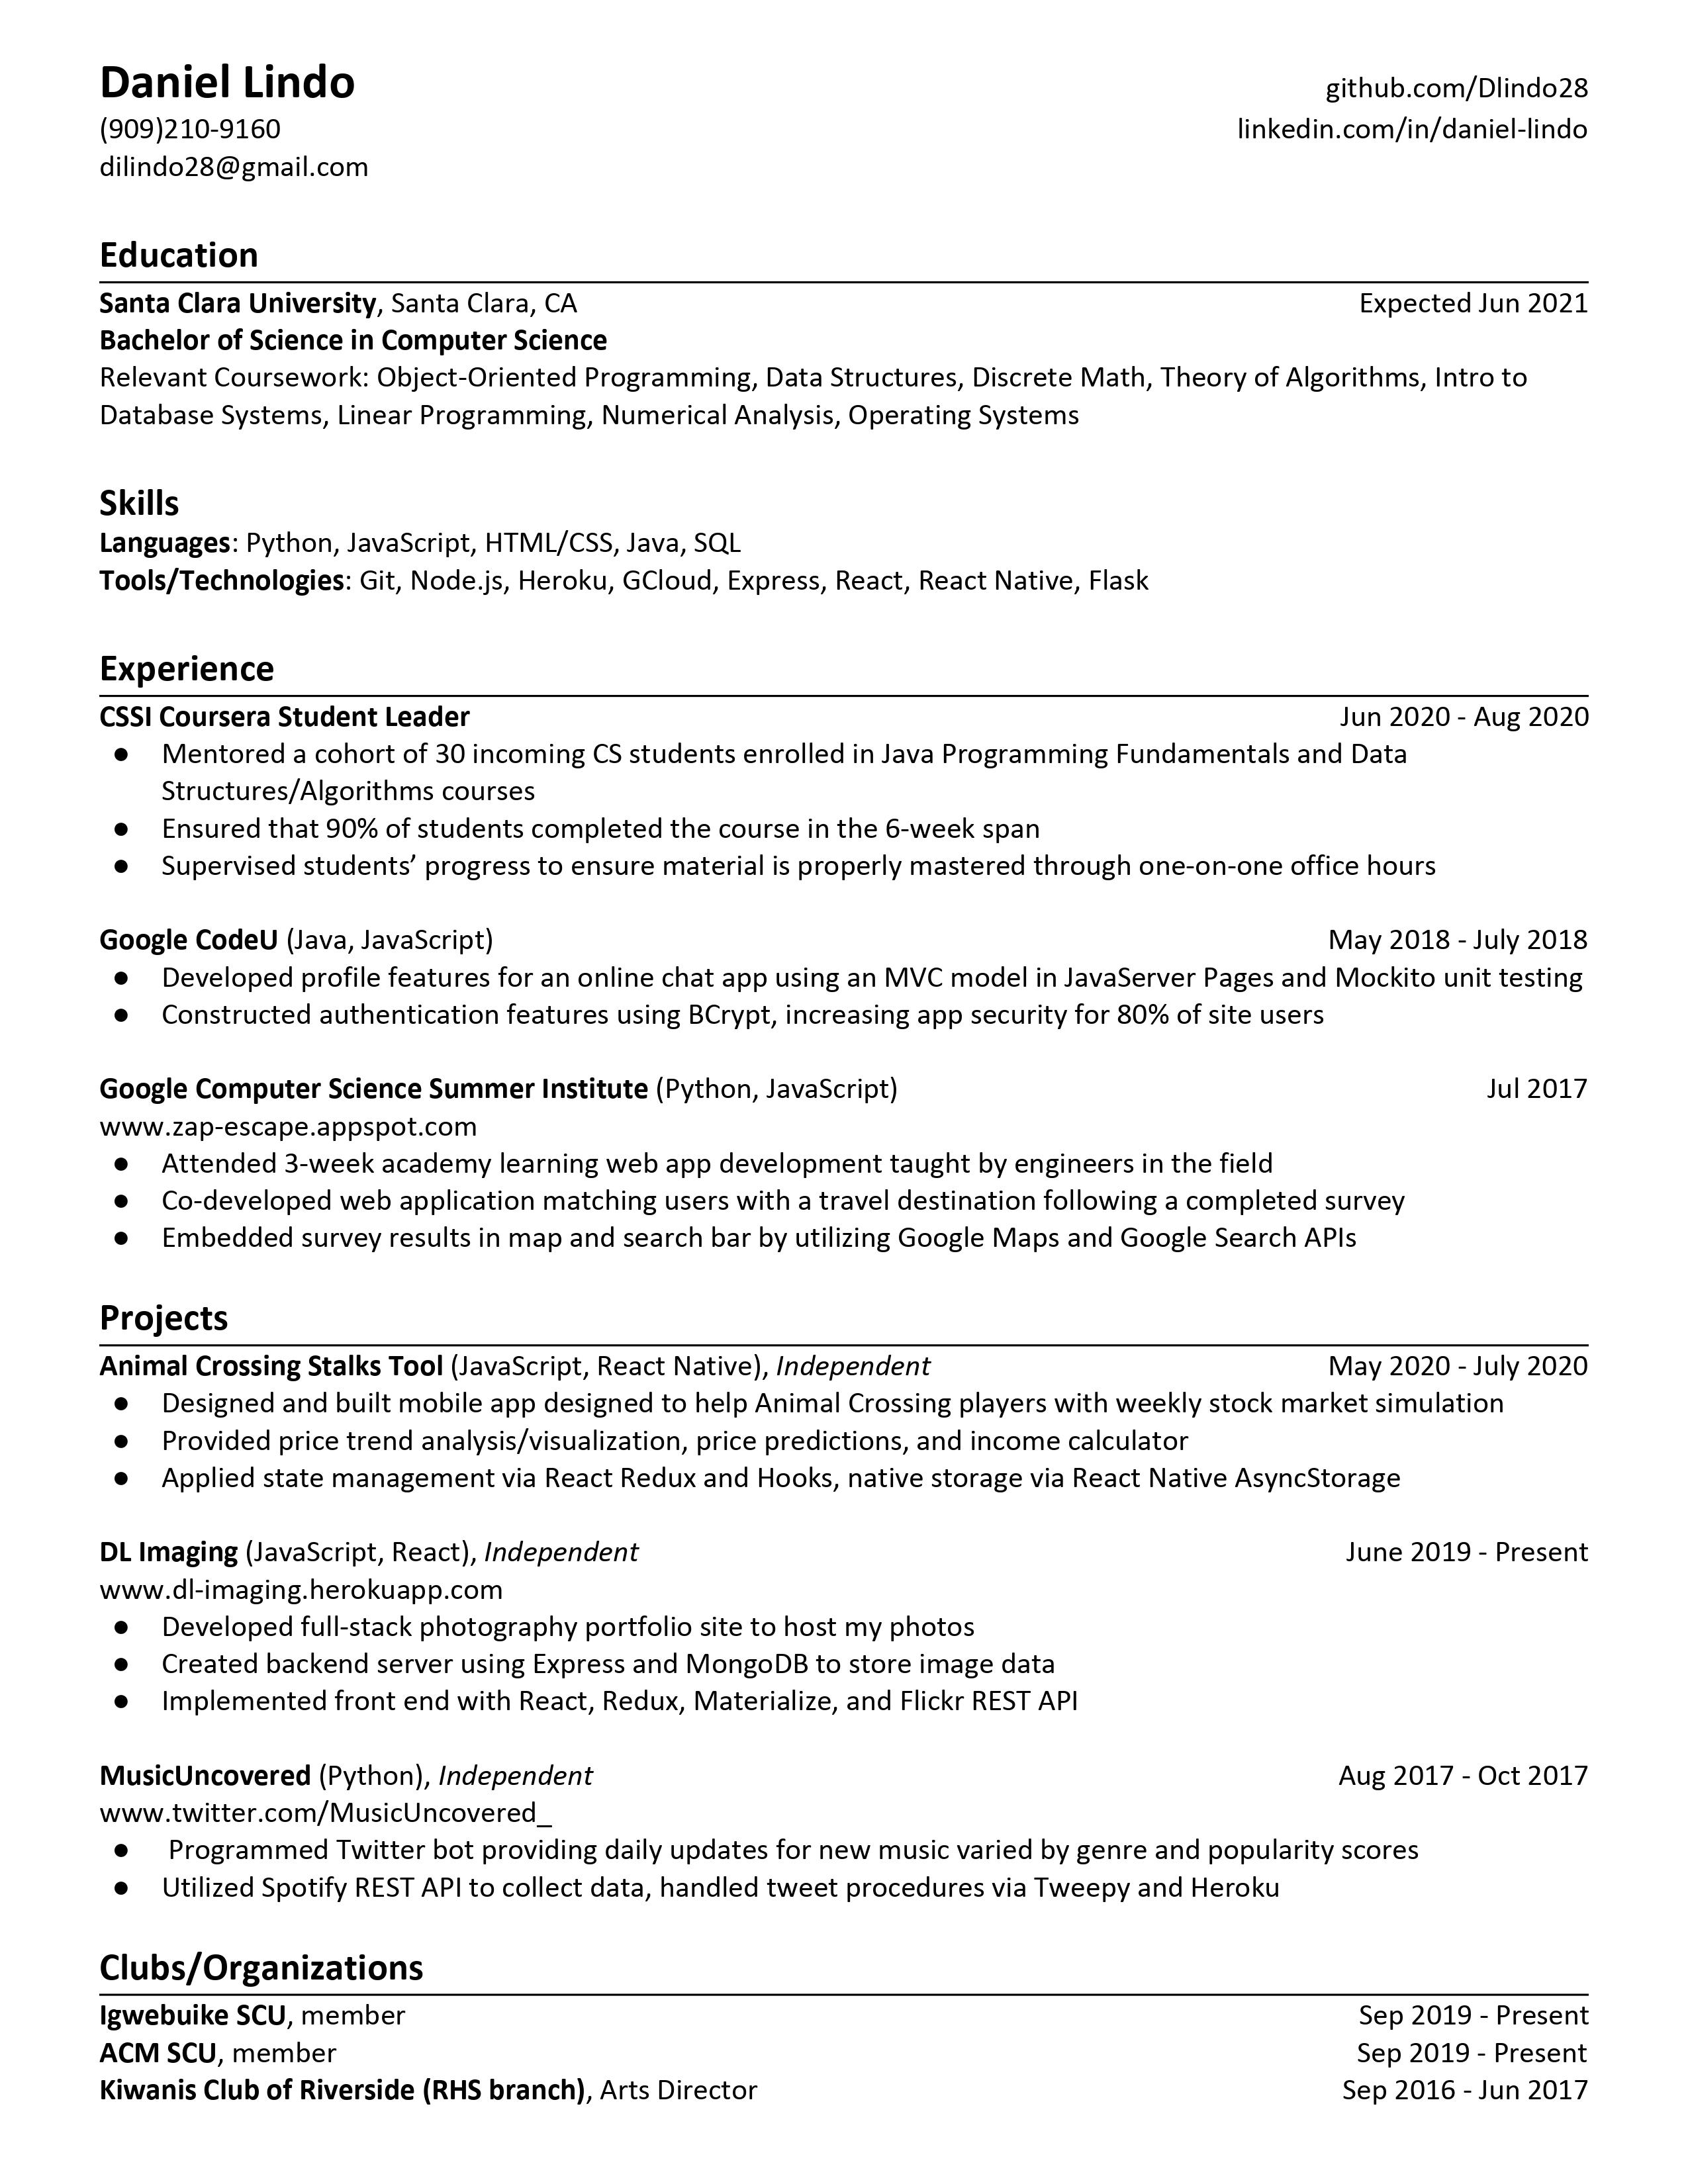 Daniel Lindo
github.com/Dlindo28
(909)210-9160
linkedin.com/in/daniel-lindo
dilindo28@gmail.com
Education
Santa Clara University, Santa Clara, CA
Expected Jun 2021
Bachelor of Science in Computer Science
Relevant Coursework: Object-Oriented Programming, Data Structures, Discrete Math, Theory of Algorithms, Intro to
Database Systems, Linear Programming, Numerical Analysis, Operating Systems
Skills
Languages: Python, JavaScript, HTML/CSS, Java, SQL
Tools/Technologies: Git, Node.js, Heroku, GCloud, Express, React, React Native, Flask
Experience
CSSI Coursera Student Leader
Jun 2020 - Aug 2020
● Mentored a cohort of 30 incoming CS students enrolled in Java Programming Fundamentals and Data
Structures/Algorithms courses
● Ensured that 90% of students completed the course in the 6-week span
● Supervised students’ progress to ensure material is properly mastered through one-on-one office hours
Google CodeU (Java, JavaScript)
May 2018 - July 2018
● Developed profile features for an online chat app using an MVC model in JavaServer Pages and Mockito unit testing
● Constructed authentication features using BCrypt, increasing app security for 80% of site users
Google Computer Science Summer Institute (Python, JavaScript)
Jul 2017
www.zap-escape.appspot.com
● Attended 3-week academy learning web app development taught by engineers in the field
● Co-developed web application matching users with a travel destination following a completed survey
● Embedded survey results in map and search bar by utilizing Google Maps and Google Search APIs
Projects
Animal Crossing Stalks Tool (JavaScript, React Native), Independent
May 2020 - July 2020
● Designed and built mobile app designed to help Animal Crossing players with weekly stock market simulation
● Provided price trend analysis/visualization, price predictions, and income calculator
● Applied state management via React Redux and Hooks, native storage via React Native AsyncStorage
DL Imaging (JavaScript, React), Independent
June 2019 - Present
www.dl-imaging.herokuapp.com
● Developed full-stack photography portfolio site to host my photos
● Created backend server using Express and MongoDB to store image data
● Implemented front end with React, Redux, Materialize, and Flickr REST API
MusicUncovered (Python), Independent
Aug 2017 - Oct 2017
www.twitter.com/MusicUncovered_
● Programmed Twitter bot providing daily updates for new music varied by genre and popularity scores
● Utilized Spotify REST API to collect data, handled tweet procedures via Tweepy and Heroku
Clubs/Organizations
Igwebuike SCU, member
Sep 2019 - Present
ACM SCU, member
Sep 2019 - Present
Kiwanis Club of Riverside (RHS branch), Arts Director
Sep 2016 - Jun 2017